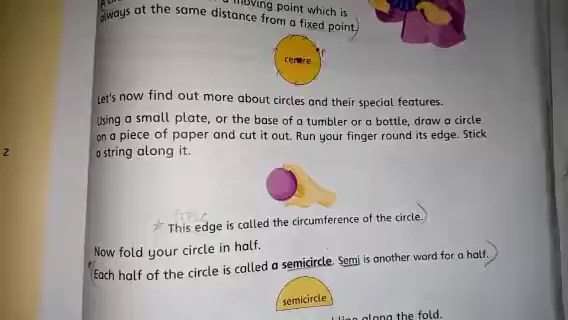 moving point which is
always at the same distance from a fixed point.
centre
P
Let's now find out more about circles and their special features.
Using a small plate, or the base of a tumbler or a bottle, draw a circle
on a piece of paper and cut it out. Run your finger round its edge. Stick
a string along it.
This edge is called the circumference of the circle.
Now fold your circle in half.
Each half of the circle is called a semicircle. Semi is another word for a half.
semicircle
along the fold.
2